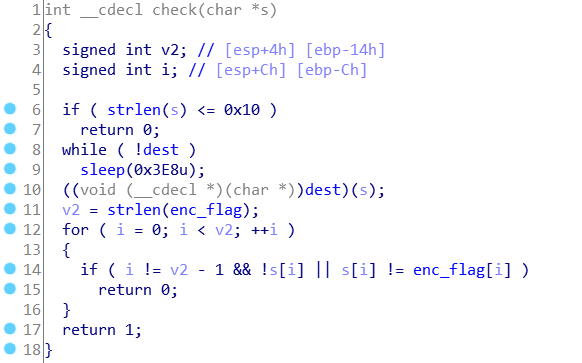 1 int __cdecl check(char *s)
2 {
3 signed int v2; // [esp+4h] [ebp-14h]
4 signed int i; // [esp+Ch] [ebp-Ch]
5
6 if ( strlen(s) <= 0x10 )
7 return 0;
8 while ( !dest )
9 sleep(0x3E8u);
10 ((void (__cdecl *)(char *))dest)(s);
11 v2 = strlen(enc_flag);
12 for ( i = 0; i < v2; ++i )
13 {
14 if ( i != v2 - 1 && !s[i] || s[i] != enc_flag[i] )
15 return 0;
16 }
17 return 1;
18 }